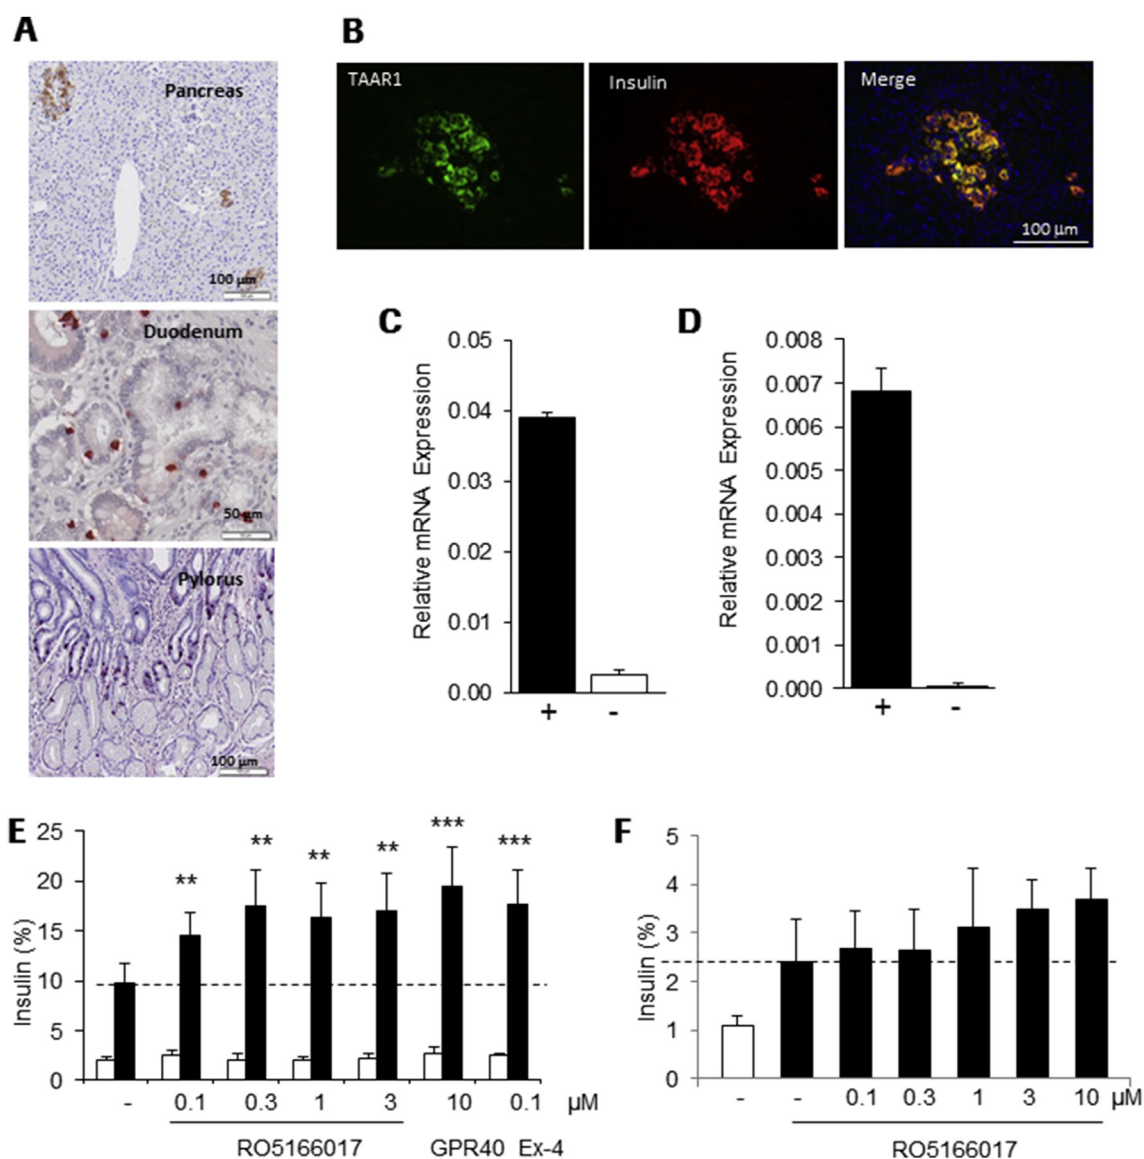 A
B
Pancreas
100 µm
Duodenum
50 µm
Pylorus
100 µm
TAAR1
Insulin
Merge
100 µm
C
Relative mRNA Expression
0.05
0.04
0.03
0.02
0.01
0.00
+ -
D
Relative mRNA Expression
0.008
0.007
0.006
0.005
0.004
0.003
0.002
0.001
0.000
+ -
E
Insulin (%)
25
20
15
10
5
0
** ** ** ** *** ***
- 0.1 0.3 1 3 10 0.1 µM
RO5166017 GPR40 Ex-4
F
Insulin (%)
5
4
3
2
1
0
- - 0.1 0.3 1 3 10 µM
RO5166017